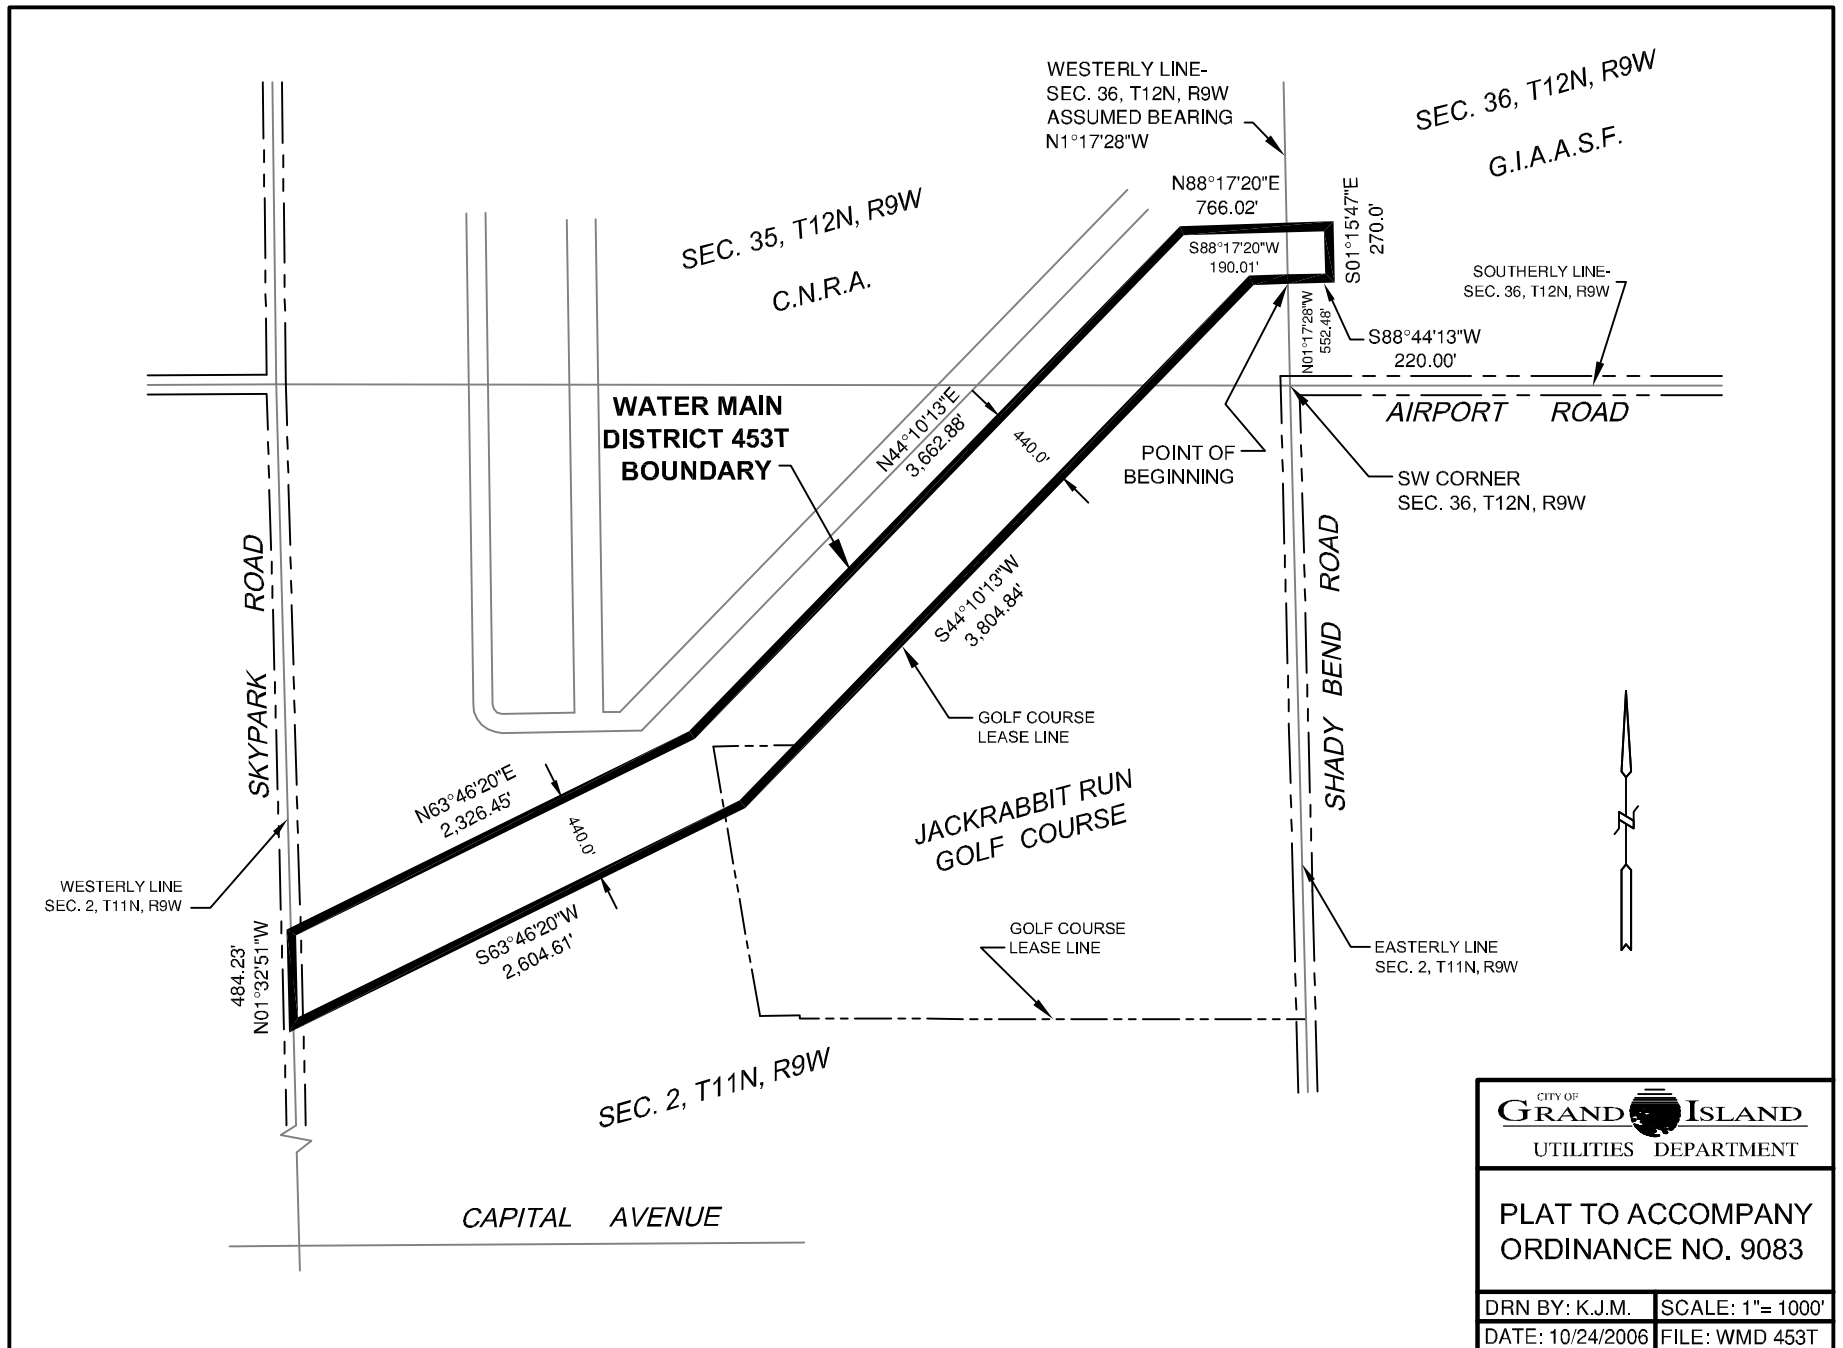 WESTERLY LINE-
SEC. 36, T12N, R9W
ASSUMED BEARING
N1°17'28"W
SEC. 36, T12N, R9W
G.I.A.A.S.F.
SEC. 35, T12N, R9W
C.N.R.A.
N88°17'20"E
766.02'
S88°17'20"W
190.01'
S01°15'47"E
270.0'
SOUTHERLY LINE-
SEC. 36, T12N, R9W
N01°17'28"W
552.48'
S88°44'13"W
220.00'
AIRPORT ROAD
WATER MAIN
DISTRICT 453T
BOUNDARY
N44°10'13"E
3,662.88'
440.0'
POINT OF
BEGINNING
SW CORNER
SEC. 36, T12N, R9W
SKYPARK ROAD
SHADY BEND ROAD
S44°10'13"W
3,804.84'
GOLF COURSE
LEASE LINE
JACKRABBIT RUN
GOLF COURSE
N63°46'20"E
2,326.45'
440.0'
WESTERLY LINE
SEC. 2, T11N, R9W
484.23'
N01°32'51"W
S63°46'20"W
2,604.61'
GOLF COURSE
LEASE LINE
EASTERLY LINE
SEC. 2, T11N, R9W
SEC. 2, T11N, R9W
CAPITAL AVENUE
CITY OF
GRAND ISLAND
UTILITIES DEPARTMENT
PLAT TO ACCOMPANY
ORDINANCE NO. 9083
DRN BY: K.J.M.
SCALE: 1"= 1000'
DATE: 10/24/2006
FILE: WMD 453T